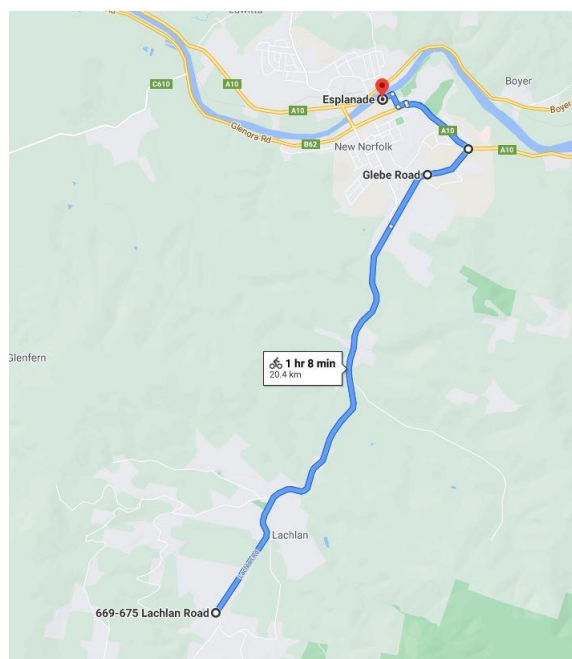 C610
Boyer
Esplanade
A10
Glenora Rd
A10
B62
New Norfolk
A10
A10
Glebe Road
1 hr 8 min
20.4 km
Glenfern
Lachlan
669-675 Lachlan Road